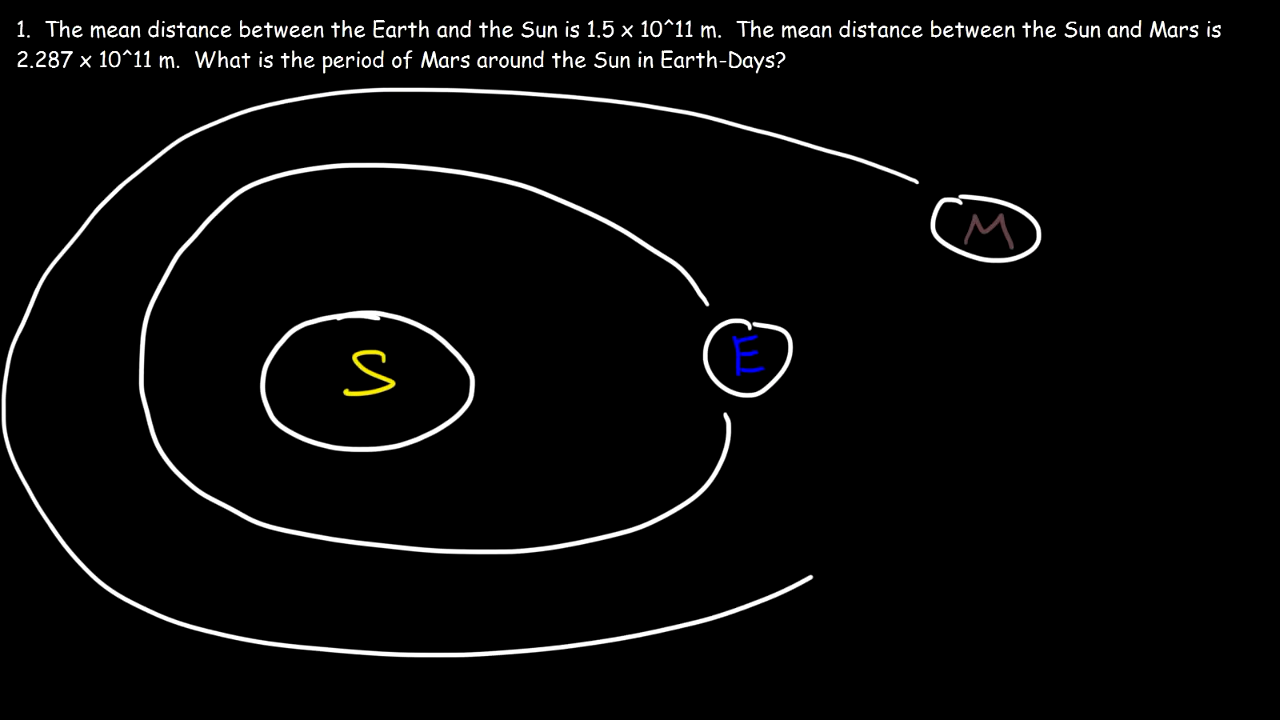 1. The mean distance between the Earth and the Sun is 1.5 x 10^11 m. The mean distance between the Sun and Mars is
2.287 x 10^11 m. What is the period of Mars around the Sun in Earth-Days?
M
E
S